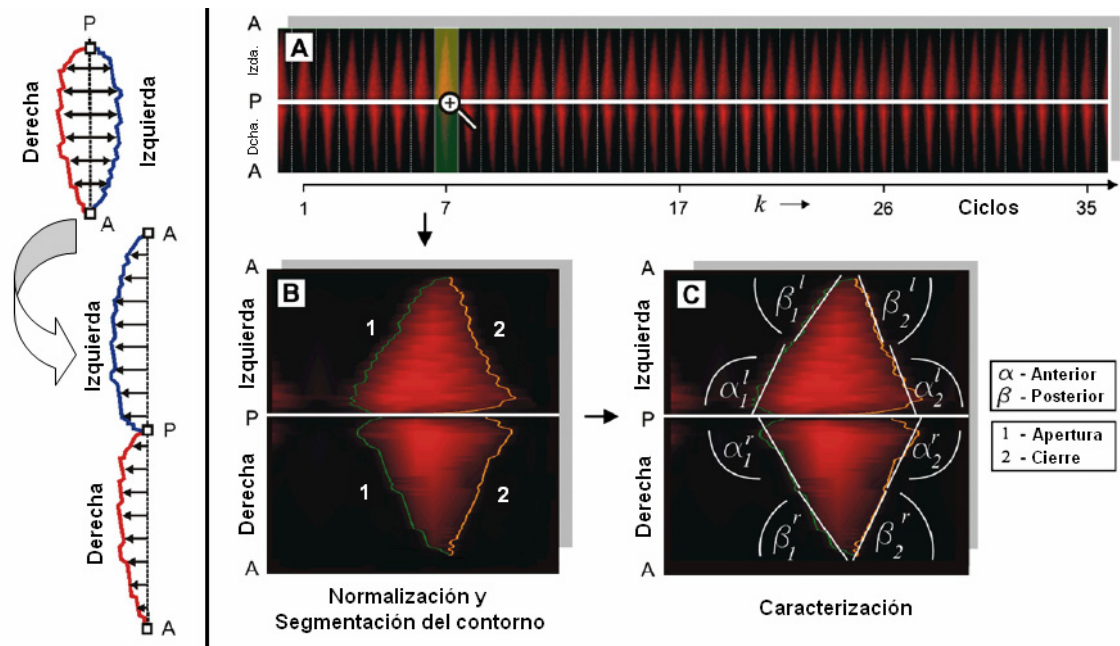 P
Derecha
Izquierda
A
A
Izquierda
P
Derecha
A
A
A
Izda.
P
Dcha.
A
1 7 17 k → 26 Ciclos 35
A
B
1 2
Izquierda
P
Derecha
1 2
A
Normalización y
Segmentación del contorno
A
C
β₁ˡ β₂ˡ
Izquierda
α₁ˡ α₂ˡ
P
α₁ʳ α₂ʳ
Derecha
β₁ʳ β₂ʳ
A
Caracterización
α - Anterior
β - Posterior
1 - Apertura
2 - Cierre